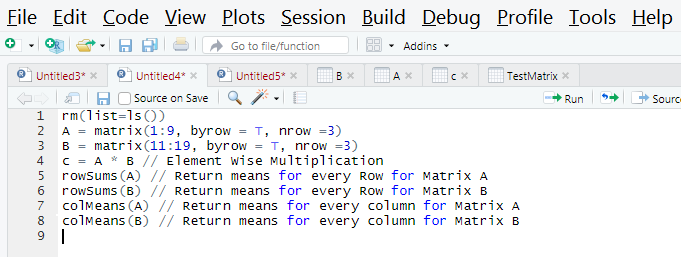 File Edit Code View Plots Session Build Debug Profile Tools Help
Go to file/function Addins
Untitled3* Untitled4* Untitled5* B A c TestMatrix
Source on Save Run Sourc
1 rm(list=ls())
2 A = matrix(1:9, byrow = T, nrow =3)
3 B = matrix(11:19, byrow = T, nrow =3)
4 c = A * B // Element Wise Multiplication
5 rowSums(A) // Return means for every Row for Matrix A
6 rowSums(B) // Return means for every Row for Matrix B
7 colMeans(A) // Return means for every column for Matrix A
8 colMeans(B) // Return means for every column for Matrix B
9